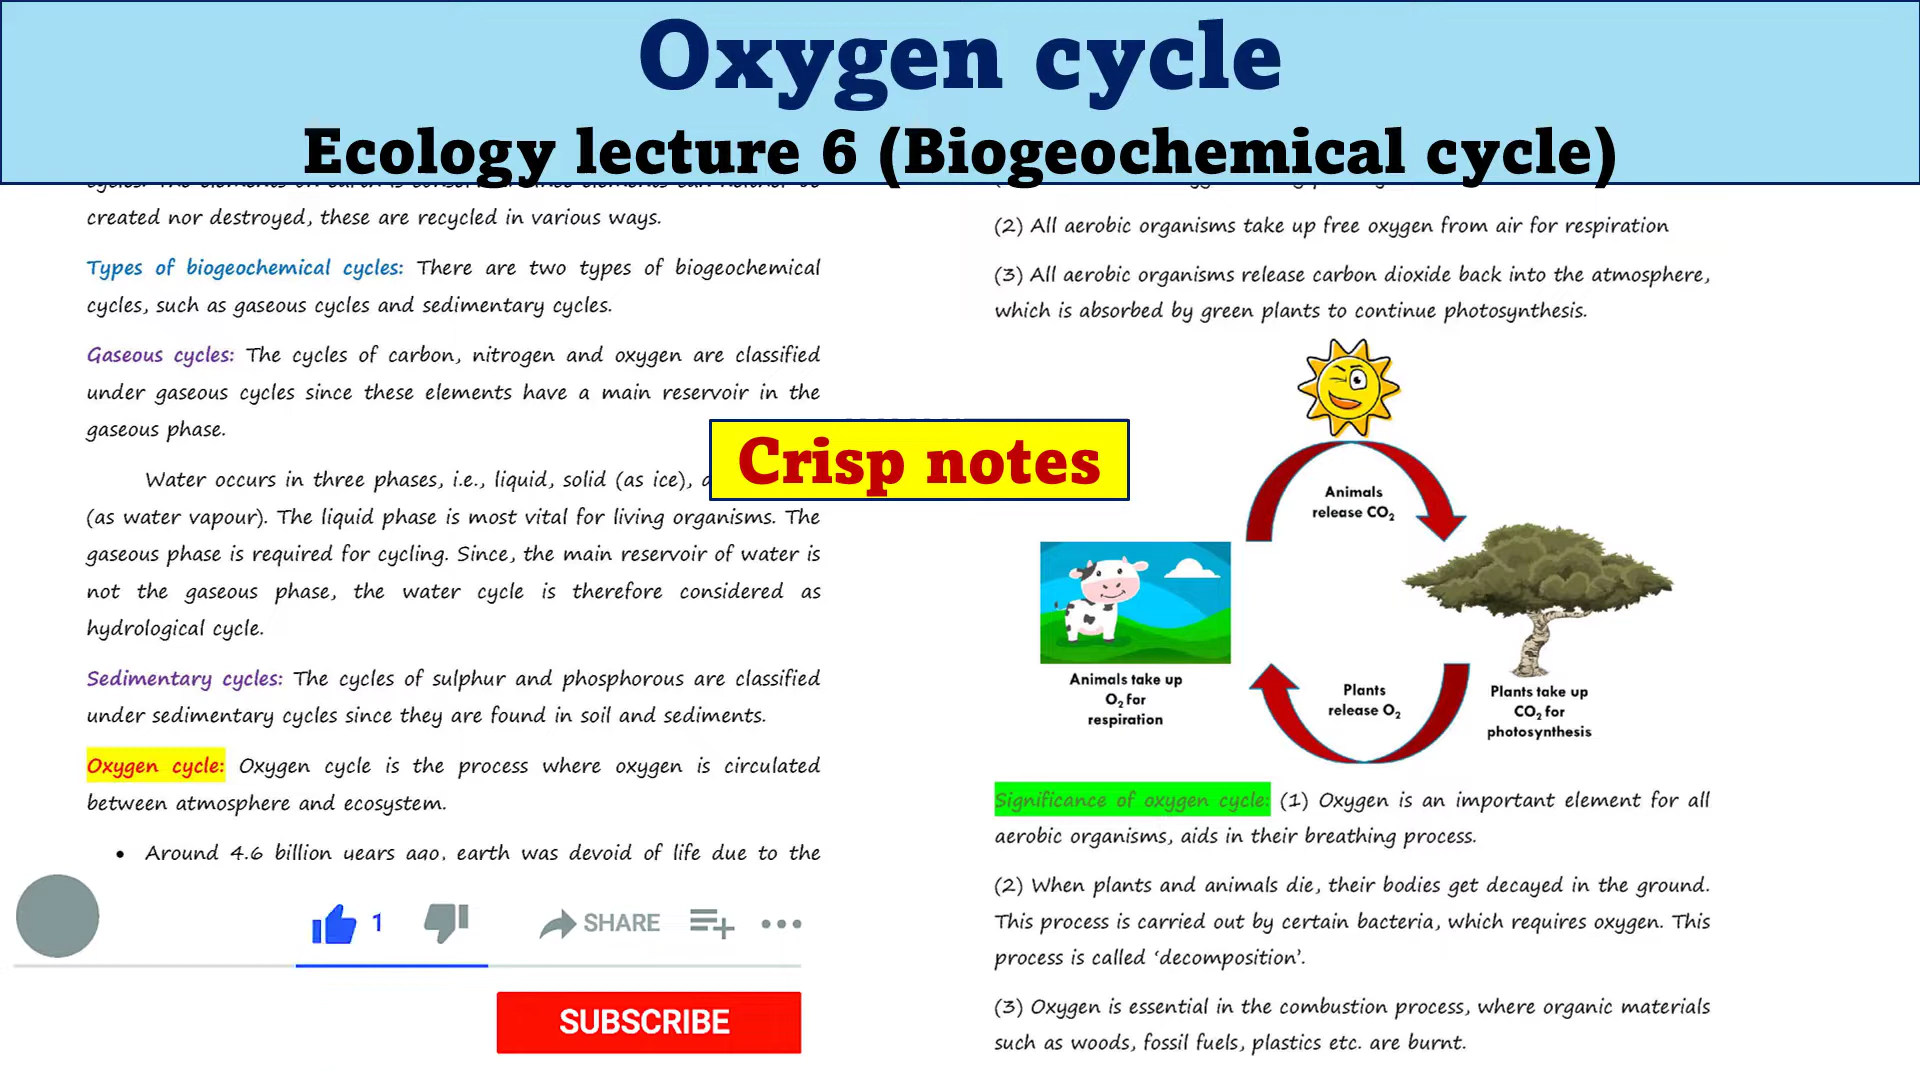 Oxygen cycle
Ecology lecture 6 (Biogeochemical cycle)
created nor destroyed, these are recycled in various ways.
Types of biogeochemical cycles: There are two types of biogeochemical
cycles, such as gaseous cycles and sedimentary cycles.
Gaseous cycles: The cycles of carbon, nitrogen and oxygen are classified
under gaseous cycles since these elements have a main reservoir in the
gaseous phase.
Water occurs in three phases, i.e., liquid, solid (as ice),
(as water vapour). The liquid phase is most vital for living organisms. The
gaseous phase is required for cycling. Since, the main reservoir of water is
not the gaseous phase, the water cycle is therefore considered as
hydrological cycle.
Sedimentary cycles: The cycles of sulphur and phosphorous are classified
under sedimentary cycles since they are found in soil and sediments.
Oxygen cycle: Oxygen cycle is the process where oxygen is circulated
between atmosphere and ecosystem.
• Around 4.6 billion years ago, earth was devoid of life due to the
1
SHARE
SUBSCRIBE
Crisp notes
(2) All aerobic organisms take up free oxygen from air for respiration
(3) All aerobic organisms release carbon dioxide back into the atmosphere,
which is absorbed by green plants to continue photosynthesis.
Animals
release CO₂
Animals take up
O₂ for
respiration
Plants
release O₂
Plants take up
CO₂ for
photosynthesis
Significance of oxygen cycle: (1) Oxygen is an important element for all
aerobic organisms, aids in their breathing process.
(2) When plants and animals die, their bodies get decayed in the ground.
This process is carried out by certain bacteria, which requires oxygen. This
process is called ‘decomposition’.
(3) Oxygen is essential in the combustion process, where organic materials
such as woods, fossil fuels, plastics etc. are burnt.